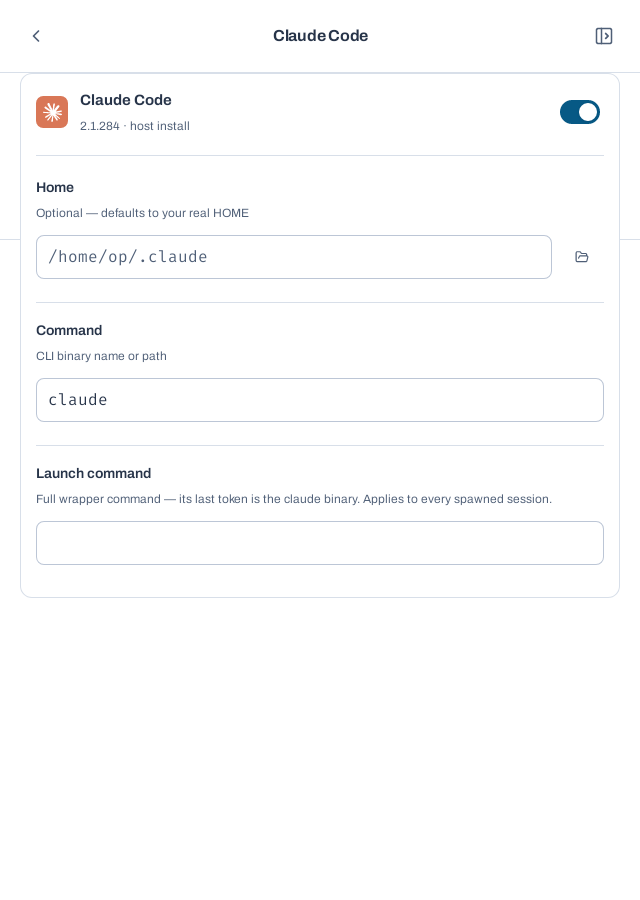 Claude Code
Claude Code
2.1.284 · host install
Home
Optional — defaults to your real HOME
/home/op/.claude
Command
CLI binary name or path
claude
Launch command
Full wrapper command — its last token is the claude binary. Applies to every spawned session.